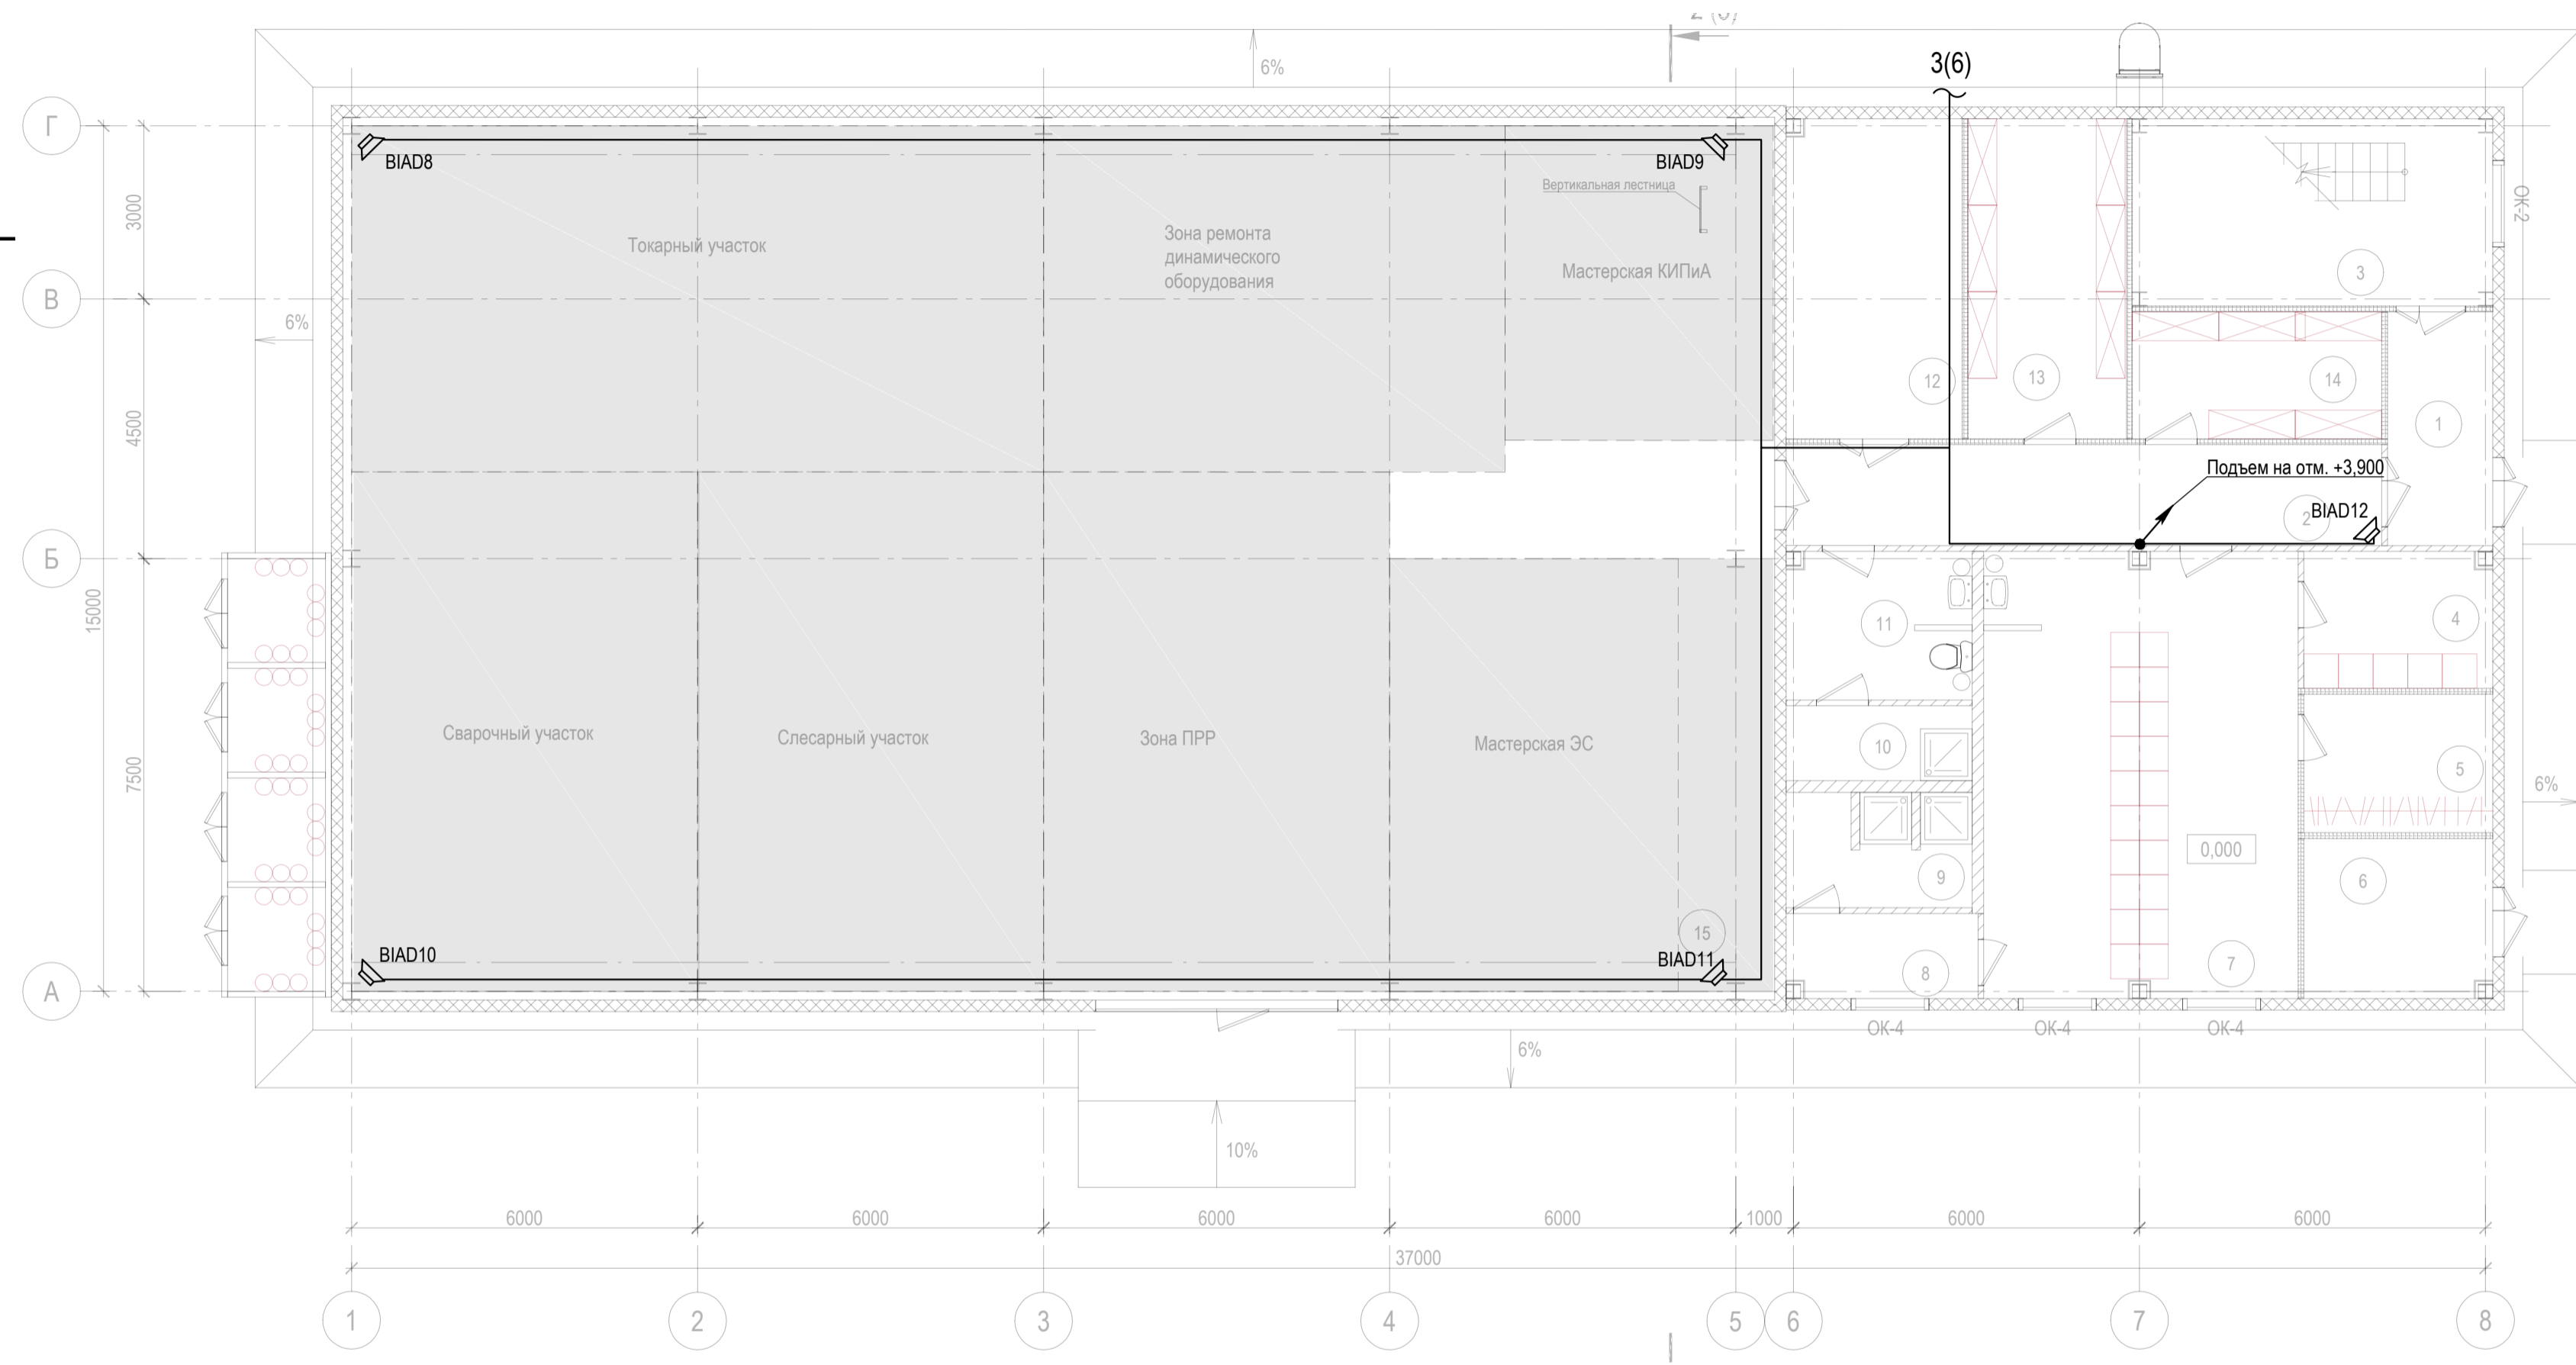 6%
3(6)
Г
BIAD8
BIAD9
Вертикальная лестница
3000
ОК-2
Токарный участок
Зона ремонта
динамического
оборудования
Мастерская КИПиА
3
В
6%
12
13
14
1
4500
Подъем на отм. +3,900
2
BIAD12
Б
15000
11
4
Сварочный участок
Слесарный участок
Зона ПРР
Мастерская ЭС
10
5
7500
6%
0,000
9
6
15
BIAD10
BIAD11
8
7
А
ОК-4
ОК-4
ОК-4
6%
10%
6000
6000
6000
6000
1000
6000
6000
37000
1
2
3
4
5
6
7
8